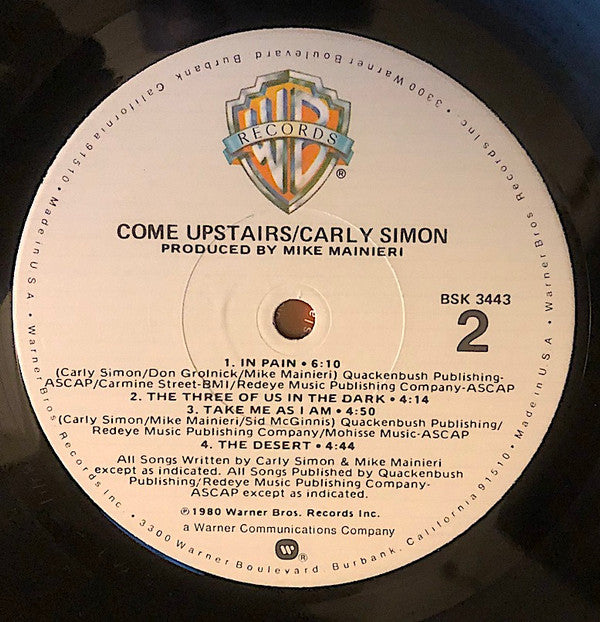 3300 Warner Boulevard Burbank, California 91510 • Made in U.S.A. • Warner Bros. Records Inc. • 3300 Warner Boulevard, Burbank, California 91510 • Made in U.S.A. • Warner Bros. Records Inc. •
WB
RECORDS
®
COME UPSTAIRS/CARLY SIMON
PRODUCED BY MIKE MAINIERI
BSK 3443
2
1. IN PAIN • 6:10
(Carly Simon/Don Grolnick/Mike Mainieri) Quackenbush Publishing-
ASCAP/Carmine Street-BMI/Redeye Music Publishing Company-ASCAP
2. THE THREE OF US IN THE DARK • 4:14
3. TAKE ME AS I AM • 4:50
(Carly Simon/Mike Mainieri/Sid McGinnis) Quackenbush Publishing/
Redeye Music Publishing Company/Mohisse Music-ASCAP
4. THE DESERT • 4:44
All Songs Written by Carly Simon & Mike Mainieri
except as indicated. All Songs Published by Quackenbush
Publishing/Redeye Music Publishing Company-
ASCAP except as indicated.
℗1980 Warner Bros. Records Inc.
a Warner Communications Company
®